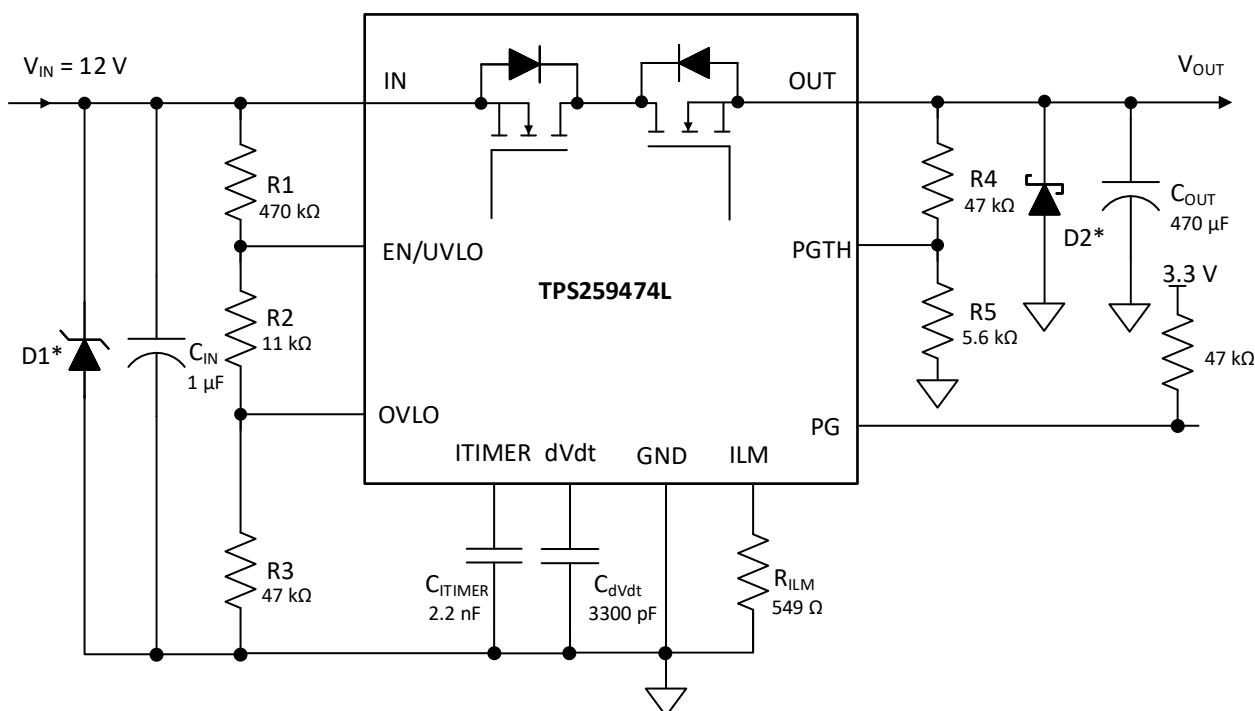 V_IN = 12 V
IN
OUT
V_OUT
R1
470 kΩ
R4
47 kΩ
D2*
C_OUT
470 µF
EN/UVLO
PGTH
TPS259474L
3.3 V
R2
11 kΩ
R5
5.6 kΩ
D1*
C_IN
1 µF
47 kΩ
OVLO
PG
ITIMER
dVdt
GND
ILM
R3
47 kΩ
C_ITIMER
2.2 nF
C_dVdt
3300 pF
R_ILM
549 Ω